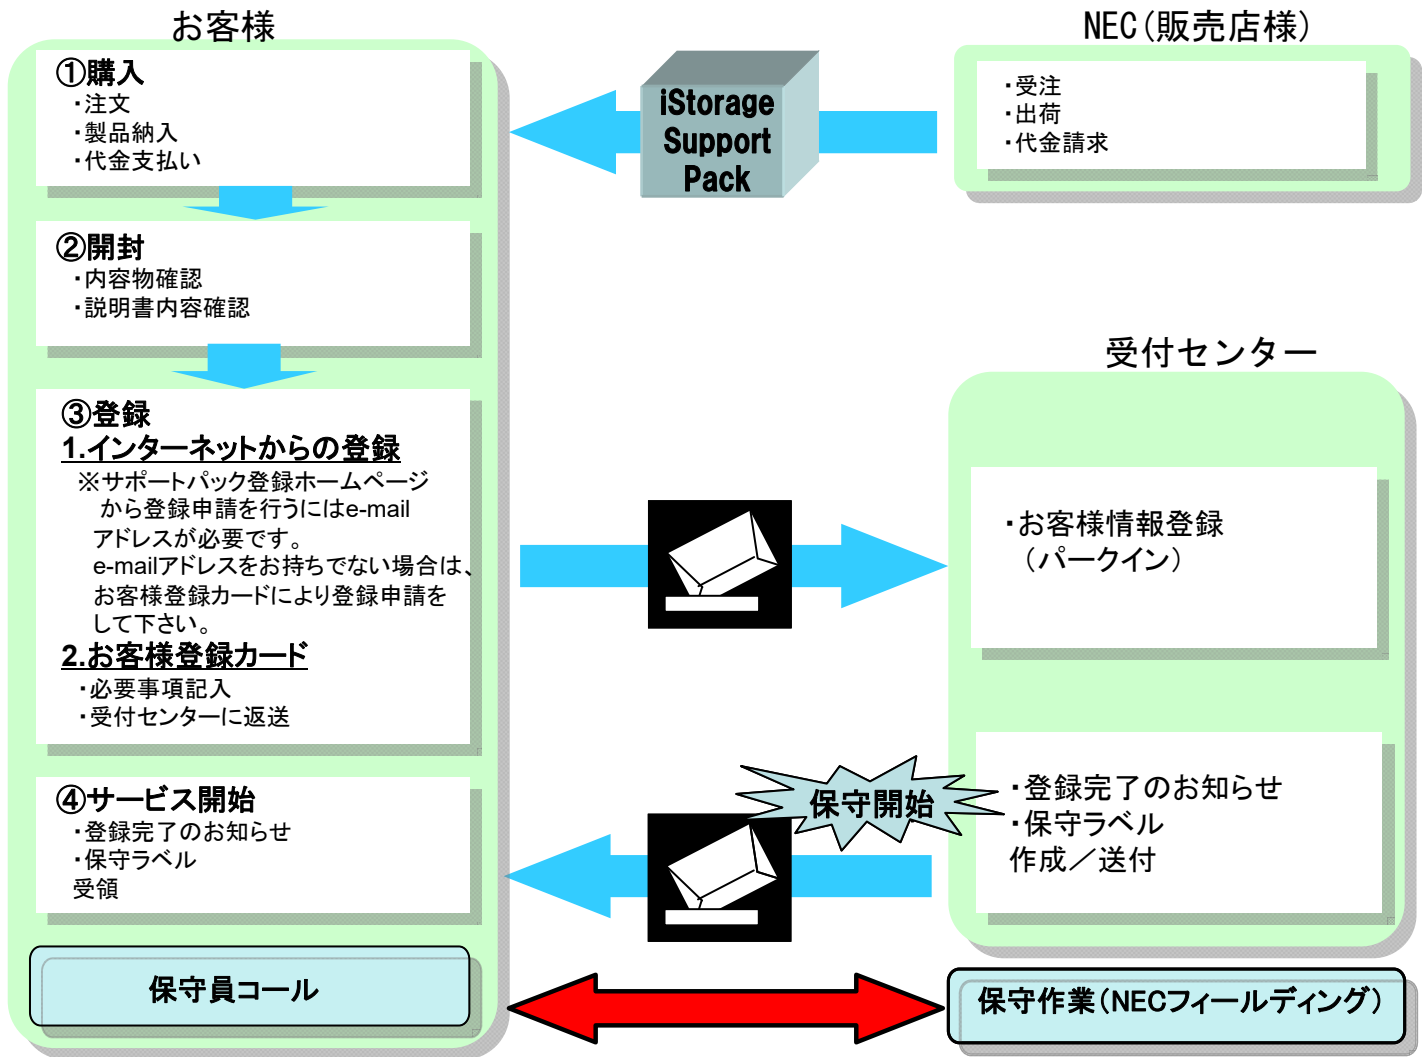 お客様
①購入
・注文
・製品納入
・代金支払い
②開封
・内容物確認
・説明書内容確認
③登録
1.インターネットからの登録
※サポートパック登録ホームページ
から登録申請を行うにはe-mail
アドレスが必要です。
e-mailアドレスをお持ちでない場合は、
お客様登録カードにより登録申請を
して下さい。
2.お客様登録カード
・必要事項記入
・受付センターに返送
④サービス開始
・登録完了のお知らせ
・保守ラベル
受領
保守員コール
iStorage
Support
Pack
NEC(販売店様)
・受注
・出荷
・代金請求
受付センター
・お客様情報登録
（パークイン）
保守開始
・登録完了のお知らせ
・保守ラベル
作成／送付
保守作業（NECフィールディング）